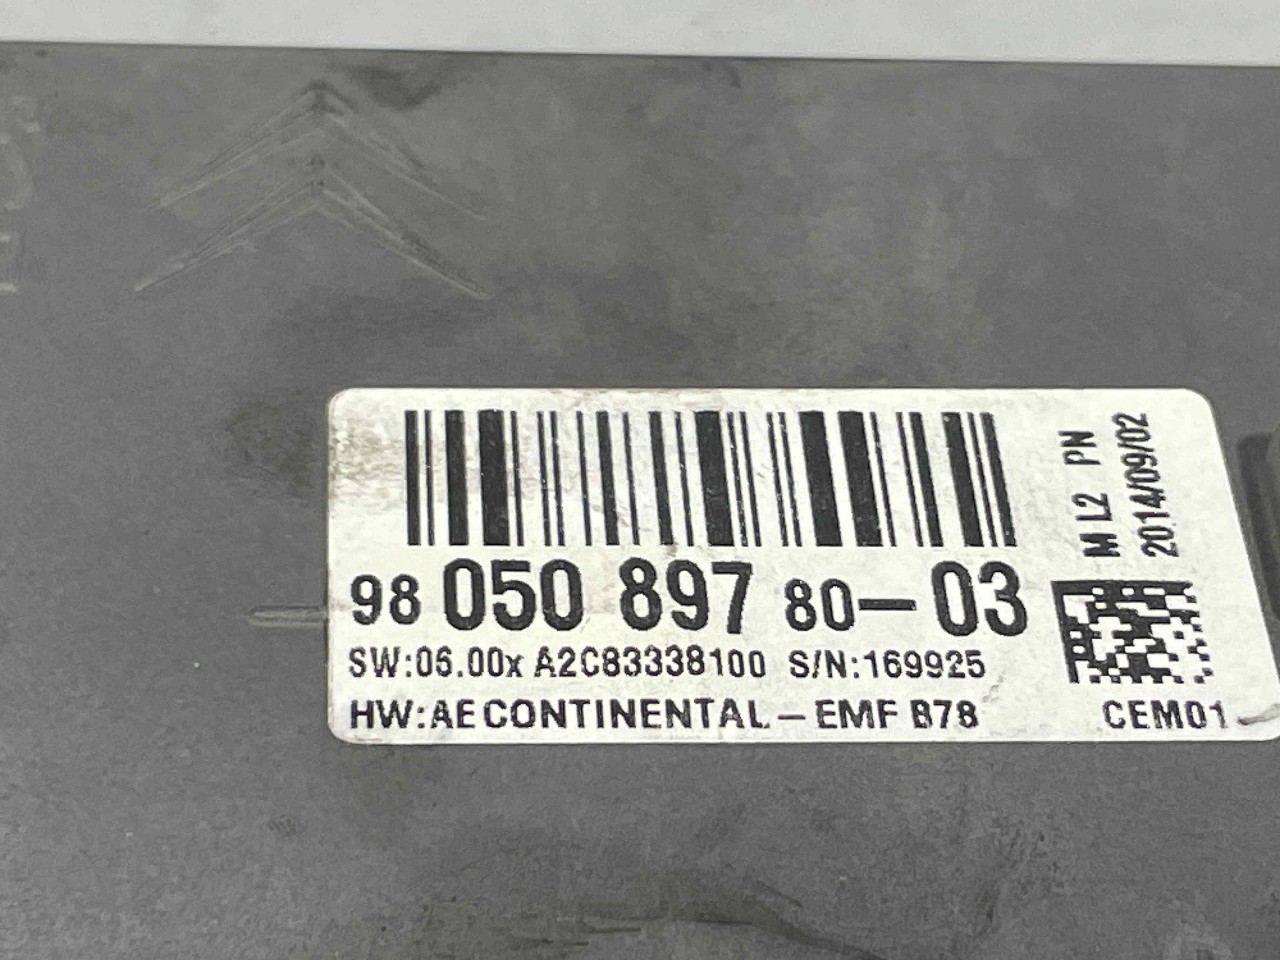 98 050 897 80-03
SW:06.00x A2C83338100 S/N:169925
HW:AE CONTINENTAL-EMF B78
M L2 PN
2014/09/02
CEM01